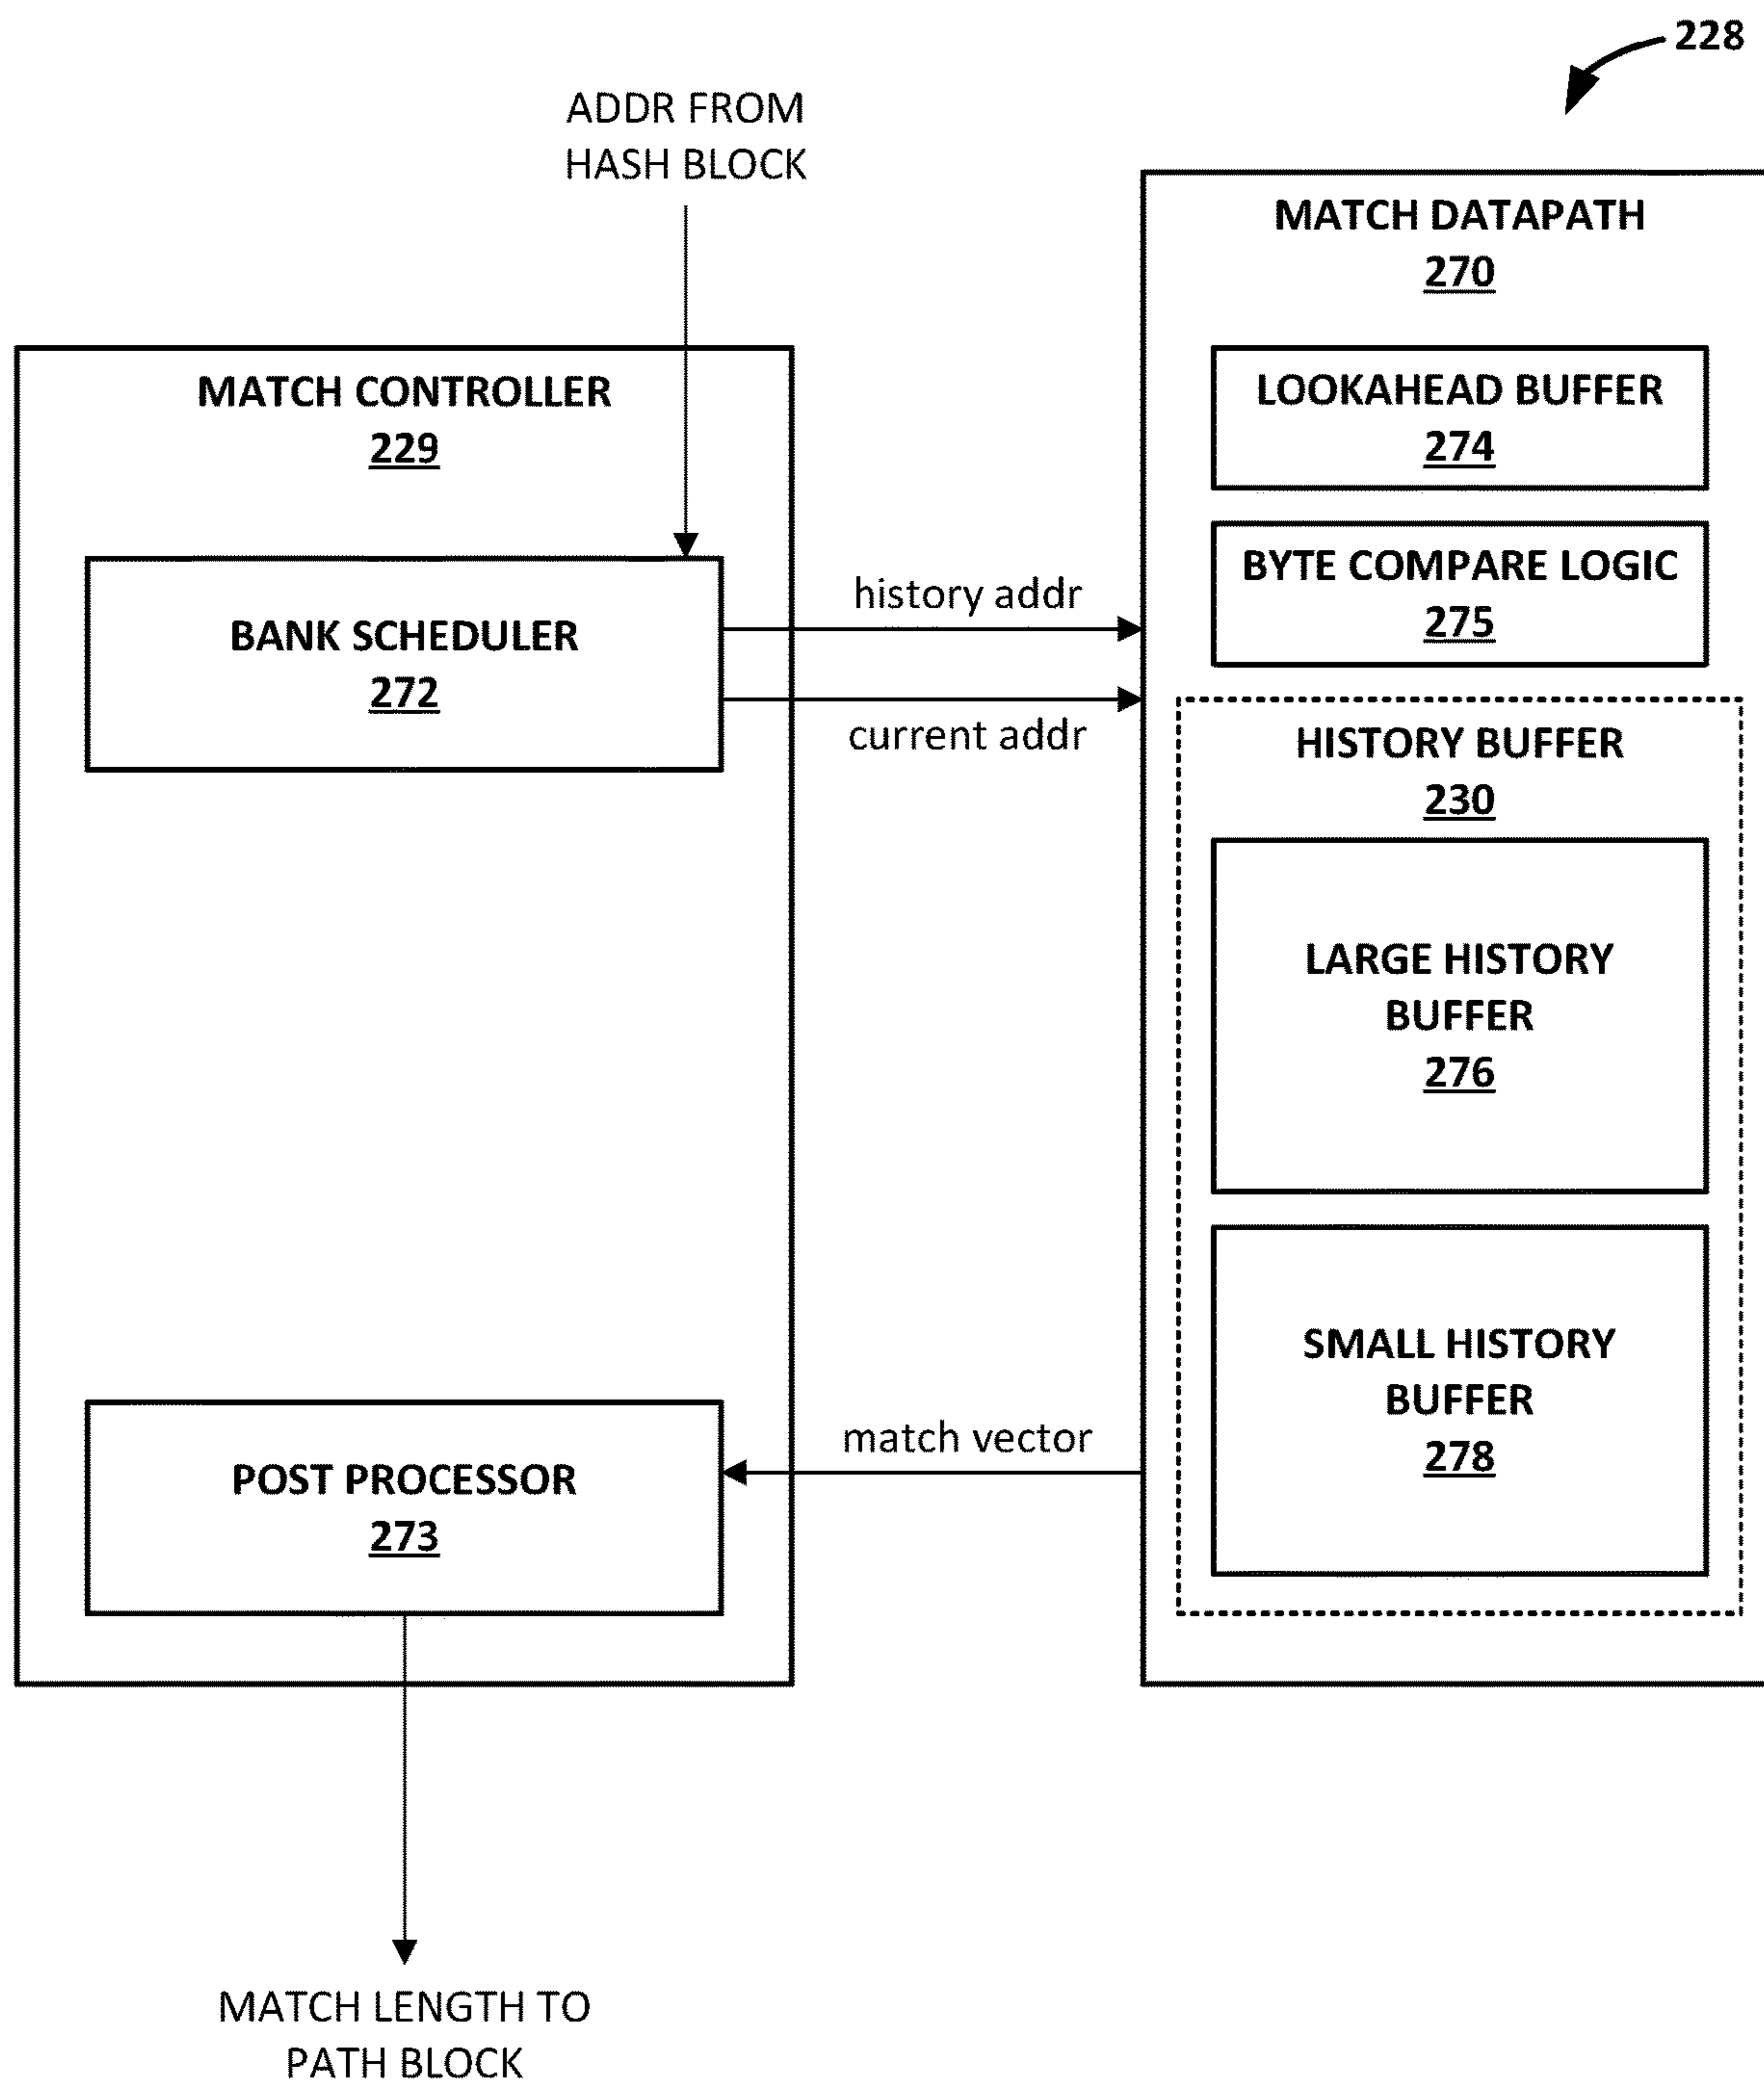 228
ADDR FROM
HASH BLOCK
MATCH CONTROLLER
229
BANK SCHEDULER
272
history addr
current addr
match vector
POST PROCESSOR
273
MATCH LENGTH TO
PATH BLOCK
MATCH DATAPATH
270
LOOKAHEAD BUFFER
274
BYTE COMPARE LOGIC
275
HISTORY BUFFER
230
LARGE HISTORY
BUFFER
276
SMALL HISTORY
BUFFER
278